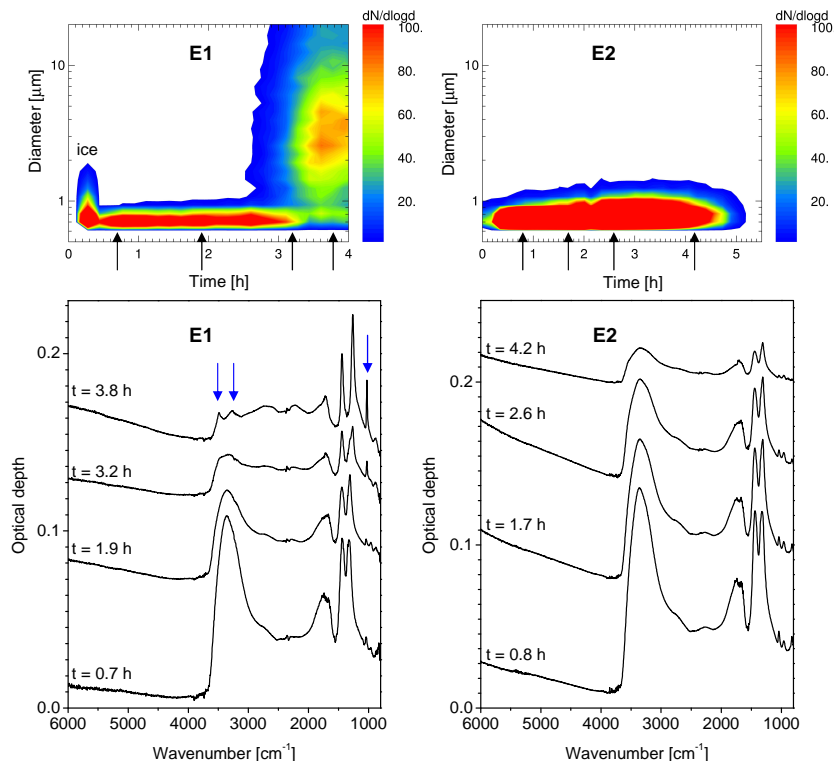 dN/dlogd
dN/dlogd
E1
E2
ice
Diameter [μm]
10
1
100.
80.
60.
40.
20.
Diameter [μm]
10
1
100.
80.
60.
40.
20.
0 1 2 3 4
Time [h]
0 1 2 3 4 5
Time [h]
E1
E2
Optical depth
0.2
0.1
0.0
t = 3.8 h
t = 3.2 h
t = 1.9 h
t = 0.7 h
6000 5000 4000 3000 2000 1000
Wavenumber [cm⁻¹]
Optical depth
0.2
0.1
0.0
t = 4.2 h
t = 2.6 h
t = 1.7 h
t = 0.8 h
6000 5000 4000 3000 2000 1000
Wavenumber [cm⁻¹]